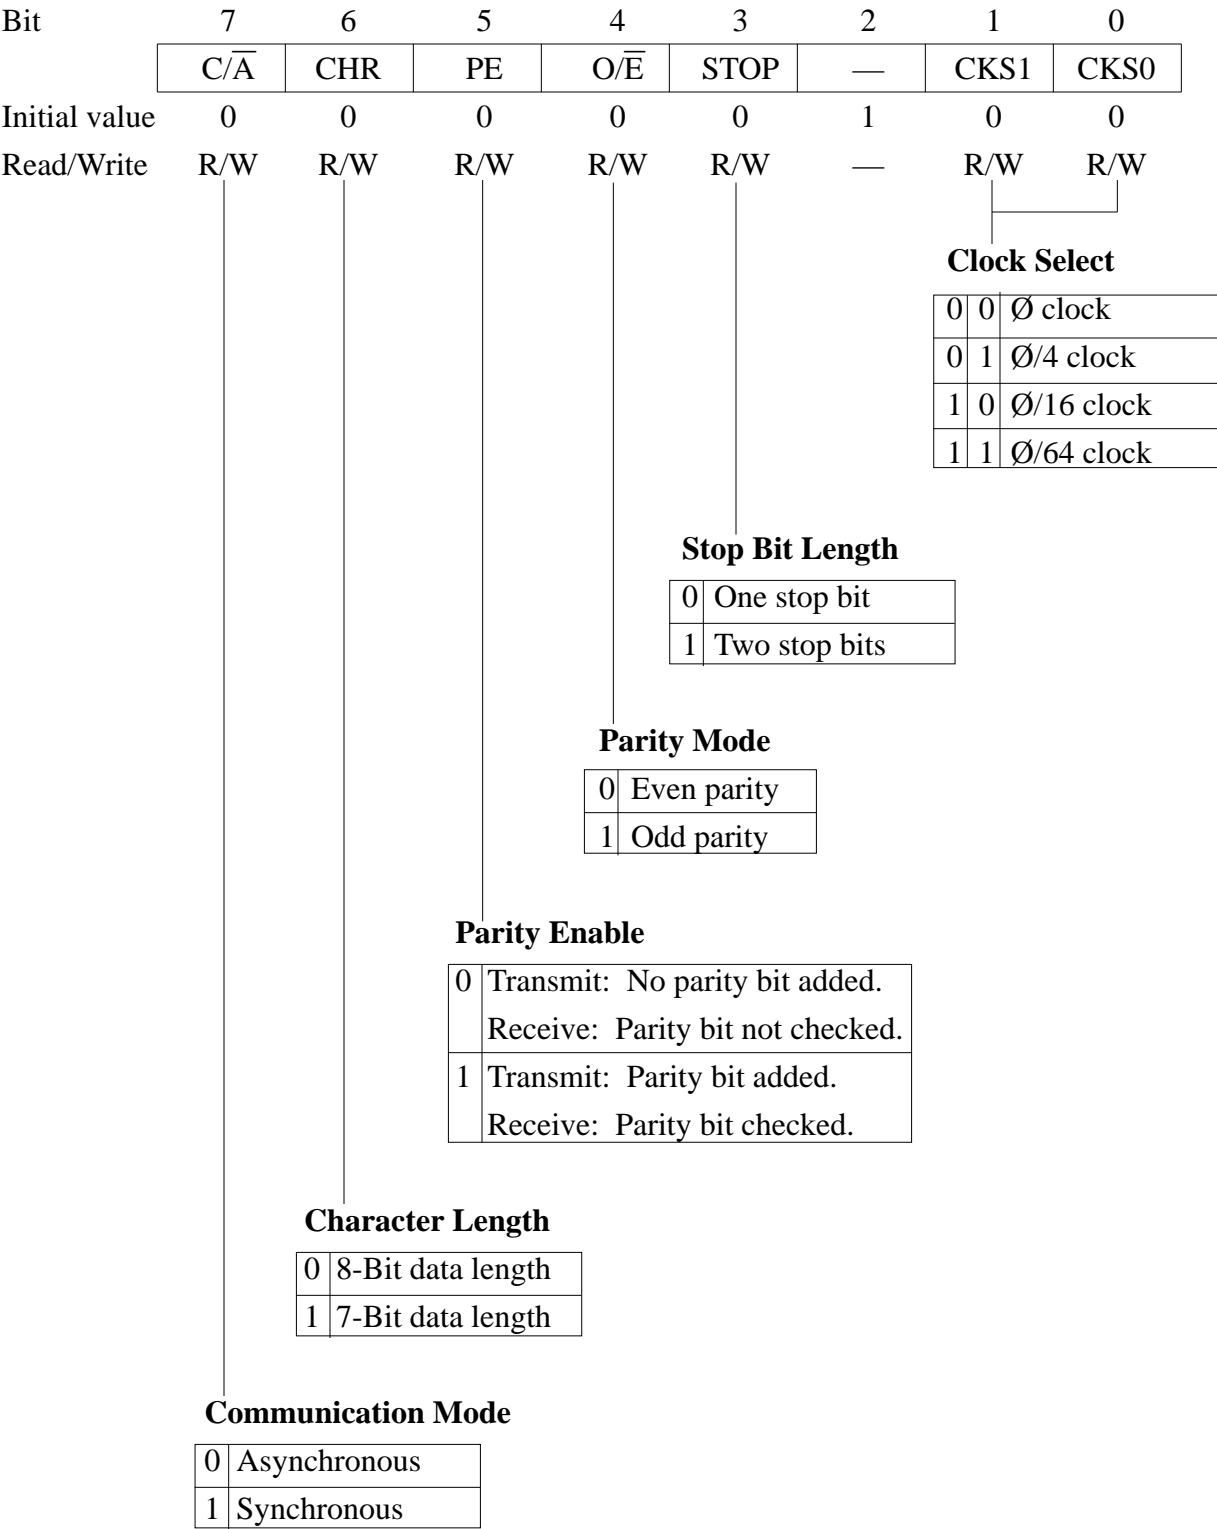 Bit 7 6 5 4 3 2 1 0
C/A̅ CHR PE O/E̅ STOP — CKS1 CKS0
Initial value 0 0 0 0 0 1 0 0
Read/Write R/W R/W R/W R/W R/W — R/W R/W
Clock Select
0 0 Ø clock
0 1 Ø/4 clock
1 0 Ø/16 clock
1 1 Ø/64 clock
Stop Bit Length
0 One stop bit
1 Two stop bits
Parity Mode
0 Even parity
1 Odd parity
Parity Enable
0 Transmit: No parity bit added.
Receive: Parity bit not checked.
1 Transmit: Parity bit added.
Receive: Parity bit checked.
Character Length
0 8-Bit data length
1 7-Bit data length
Communication Mode
0 Asynchronous
1 Synchronous